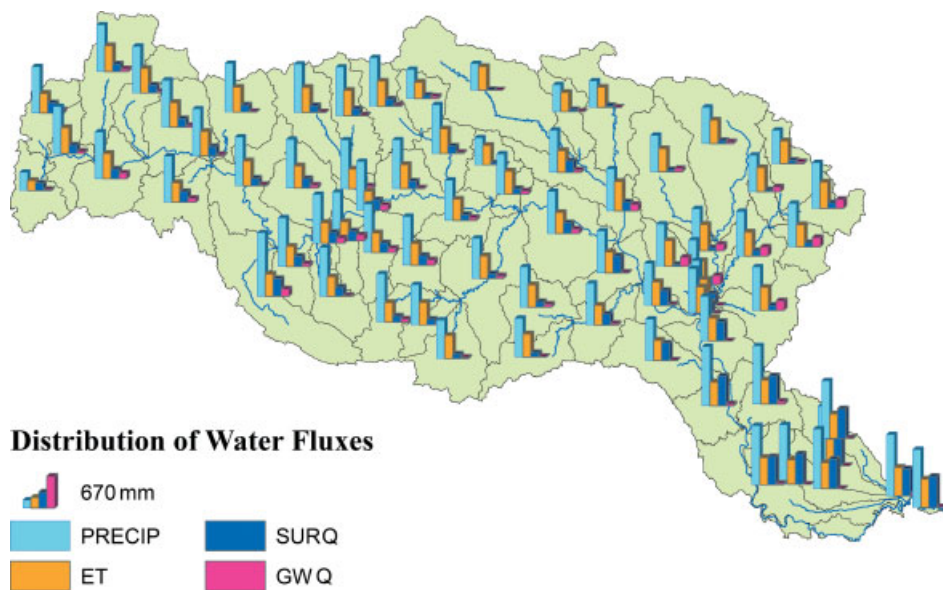 Distribution of Water Fluxes
670 mm
PRECIP
SURQ
ET
GW Q